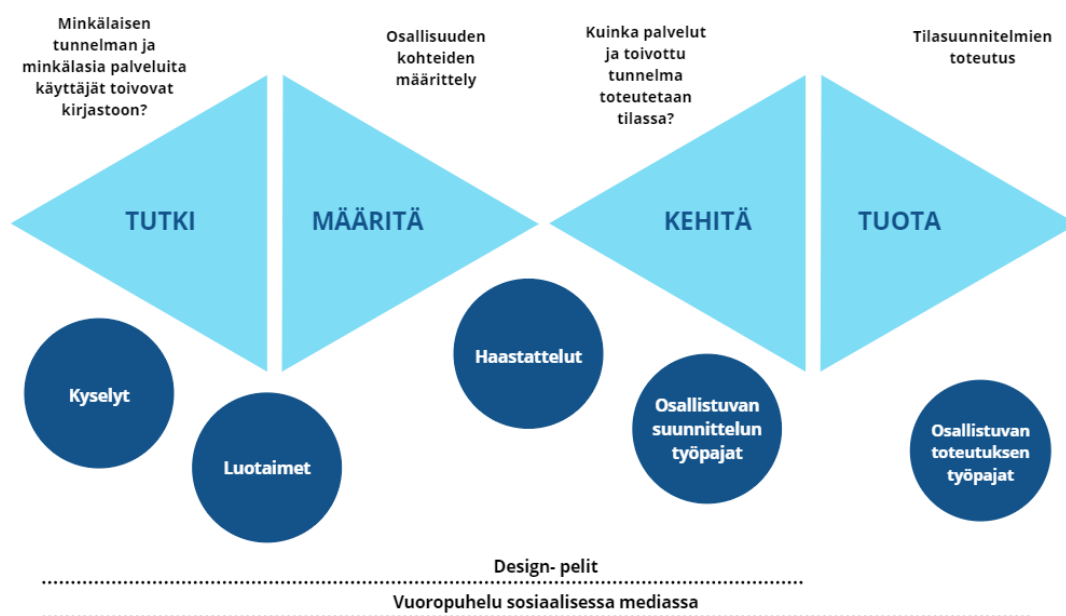 Minkälaisen
tunnelman ja
minkälasia palveluita
käyttäjät toivovat
kirjastoon?
Osallisuuden
kohteiden
määrittely
Kuinka palvelut
ja toivottu
tunnelma
toteutetaan
tilassa?
Tilasuunnitelmien
toteutus
TUTKI
MÄÄRITÄ
KEHITÄ
TUOTA
Kyselyt
Luotaimet
Haastattelut
Osallistuvan
suunnittelun
työpajat
Osallistuvan
toteutuksen
työpajat
Design- pelit
Vuoropuhelu sosiaalisessa mediassa